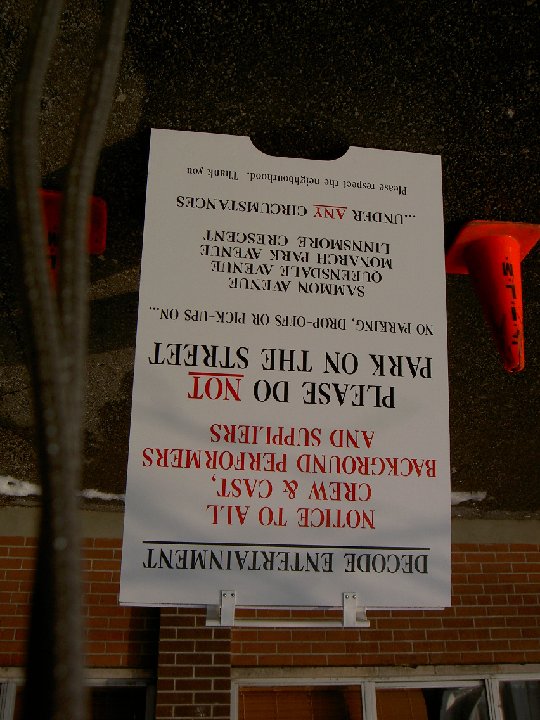 DECODE ENTERTAINMENT
NOTICE TO ALL
CREW & CAST,
BACKGROUND PERFORMERS
AND SUPPLIERS
PLEASE DO NOT
PARK ON THE STREET
NO PARKING, DROP-OFFS OR PICK-UPS ON...
SAMMON AVENUE
QUEENSDALE AVENUE
MONARCH PARK AVENUE
LINNSMORE CRESCENT
...UNDER ANY CIRCUMSTANCES
Please respect the neighbourhood. Thank you